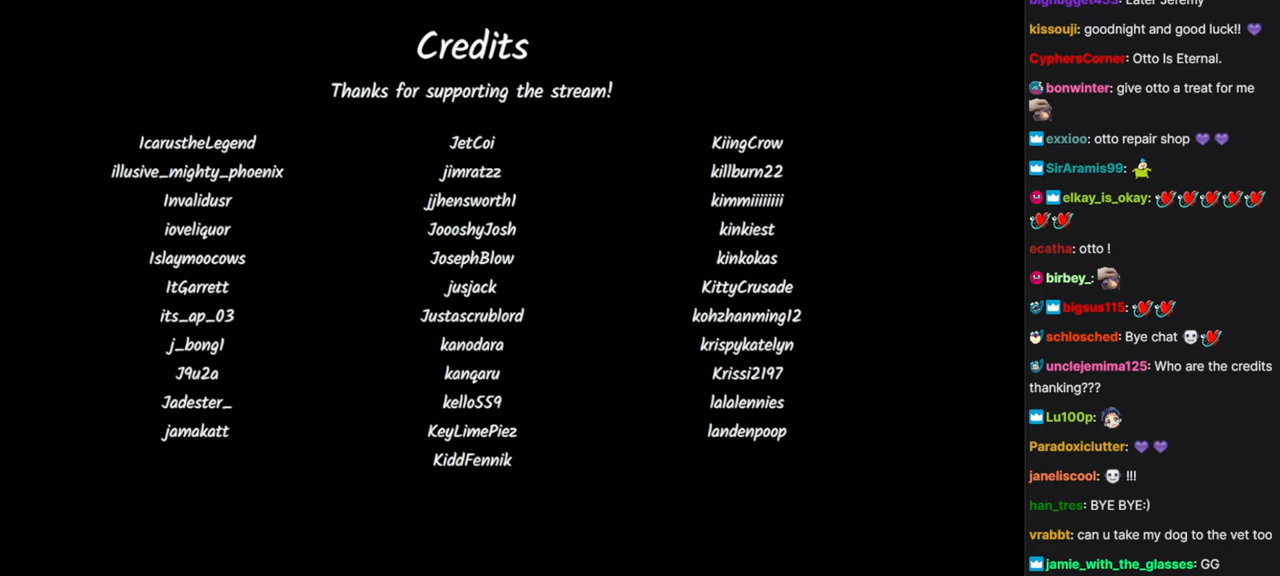 Credits
Thanks for supporting the stream!
IcarustheLegend
illusive_mighty_phoenix
Invalidusr
ioveliquor
Islaymoocows
ItGarrett
its_ap_03
j_bong1
J9u2a
Jadester_
jamakatt
JetCoi
jimratzz
jjhensworth1
JoooshyJosh
JosephBlow
jusjack
Justascrublord
kanodara
kanqaru
kello559
KeyLimePiez
KiddFennik
KiingCrow
killburn22
kimmiiiiiiii
kinkiest
kinkokas
KittyCrusade
kohzhanming12
krispykatelyn
Krissi2197
lalalennies
landenpoop
bignugget493: Later Jeremy
kissouji: goodnight and good luck!!
CyphersCorner: Otto Is Eternal.
bonwinter: give otto a treat for me
exxioo: otto repair shop
SirAramis99:
elkay_is_okay:
ecatha: otto !
birbey_:
bigsus115:
schlosched: Bye chat
unclejemima125: Who are the credits
thanking???
Lu100p:
Paradoxiclutter:
janeliscool: !!!
han_tres: BYE BYE:)
vrabbt: can u take my dog to the vet too
jamie_with_the_glasses: GG